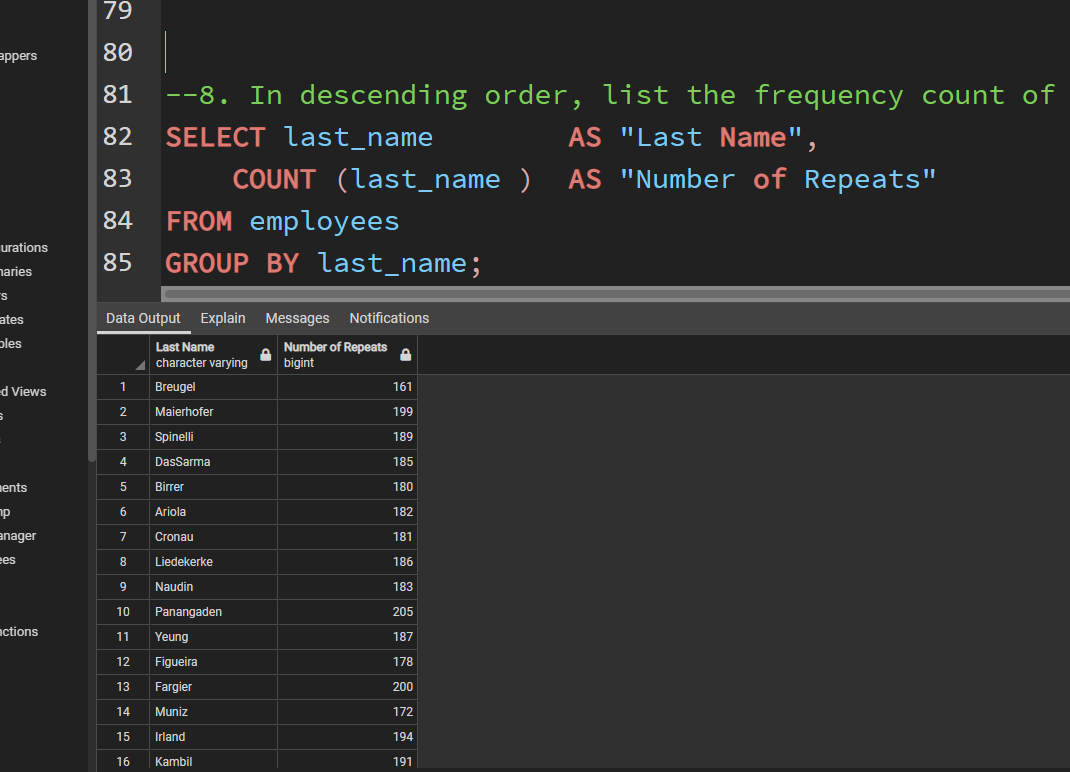 79
appers
80
81 --8. In descending order, list the frequency count of
82 SELECT last_name AS "Last Name",
83 COUNT (last_name ) AS "Number of Repeats"
84 FROM employees
85 GROUP BY last_name;
urations
naries
rs
ates
bles
d Views
s
nents
np
anager
ees
nctions
Data Output Explain Messages Notifications
Last Name Number of Repeats
character varying bigint
1 Breugel 161
2 Maierhofer 199
3 Spinelli 189
4 DasSarma 185
5 Birrer 180
6 Ariola 182
7 Cronau 181
8 Liedekerke 186
9 Naudin 183
10 Panangaden 205
11 Yeung 187
12 Figueira 178
13 Fargier 200
14 Muniz 172
15 Irland 194
16 Kambil 191